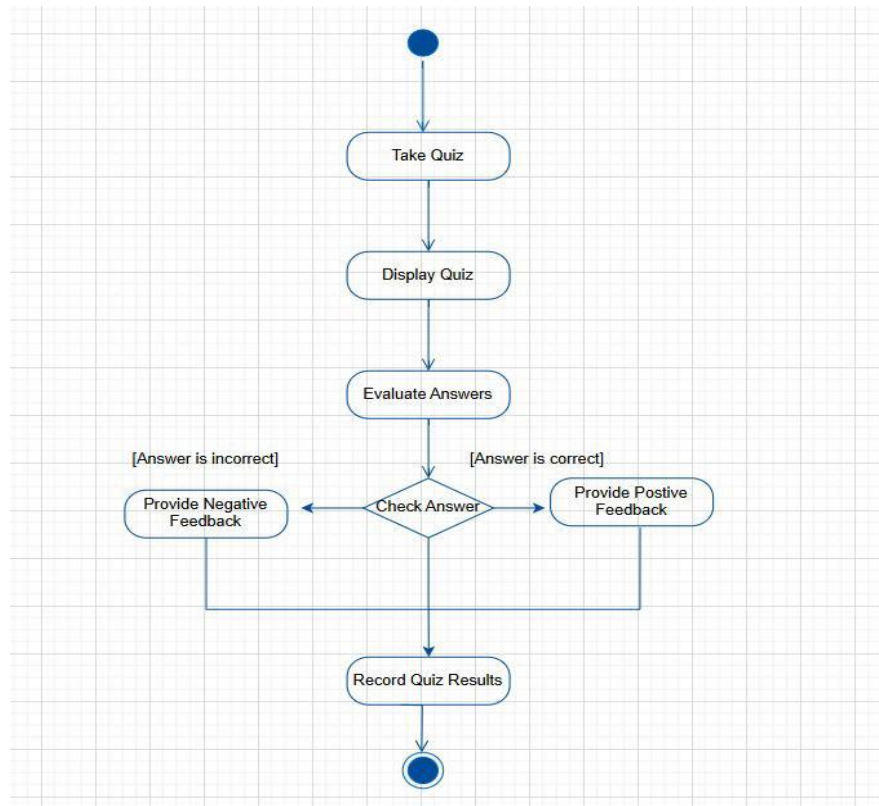 Take Quiz
Display Quiz
Evaluate Answers
[Answer is incorrect]
[Answer is correct]
Provide Negative
Feedback
Check Answer
Provide Postive
Feedback
Record Quiz Results